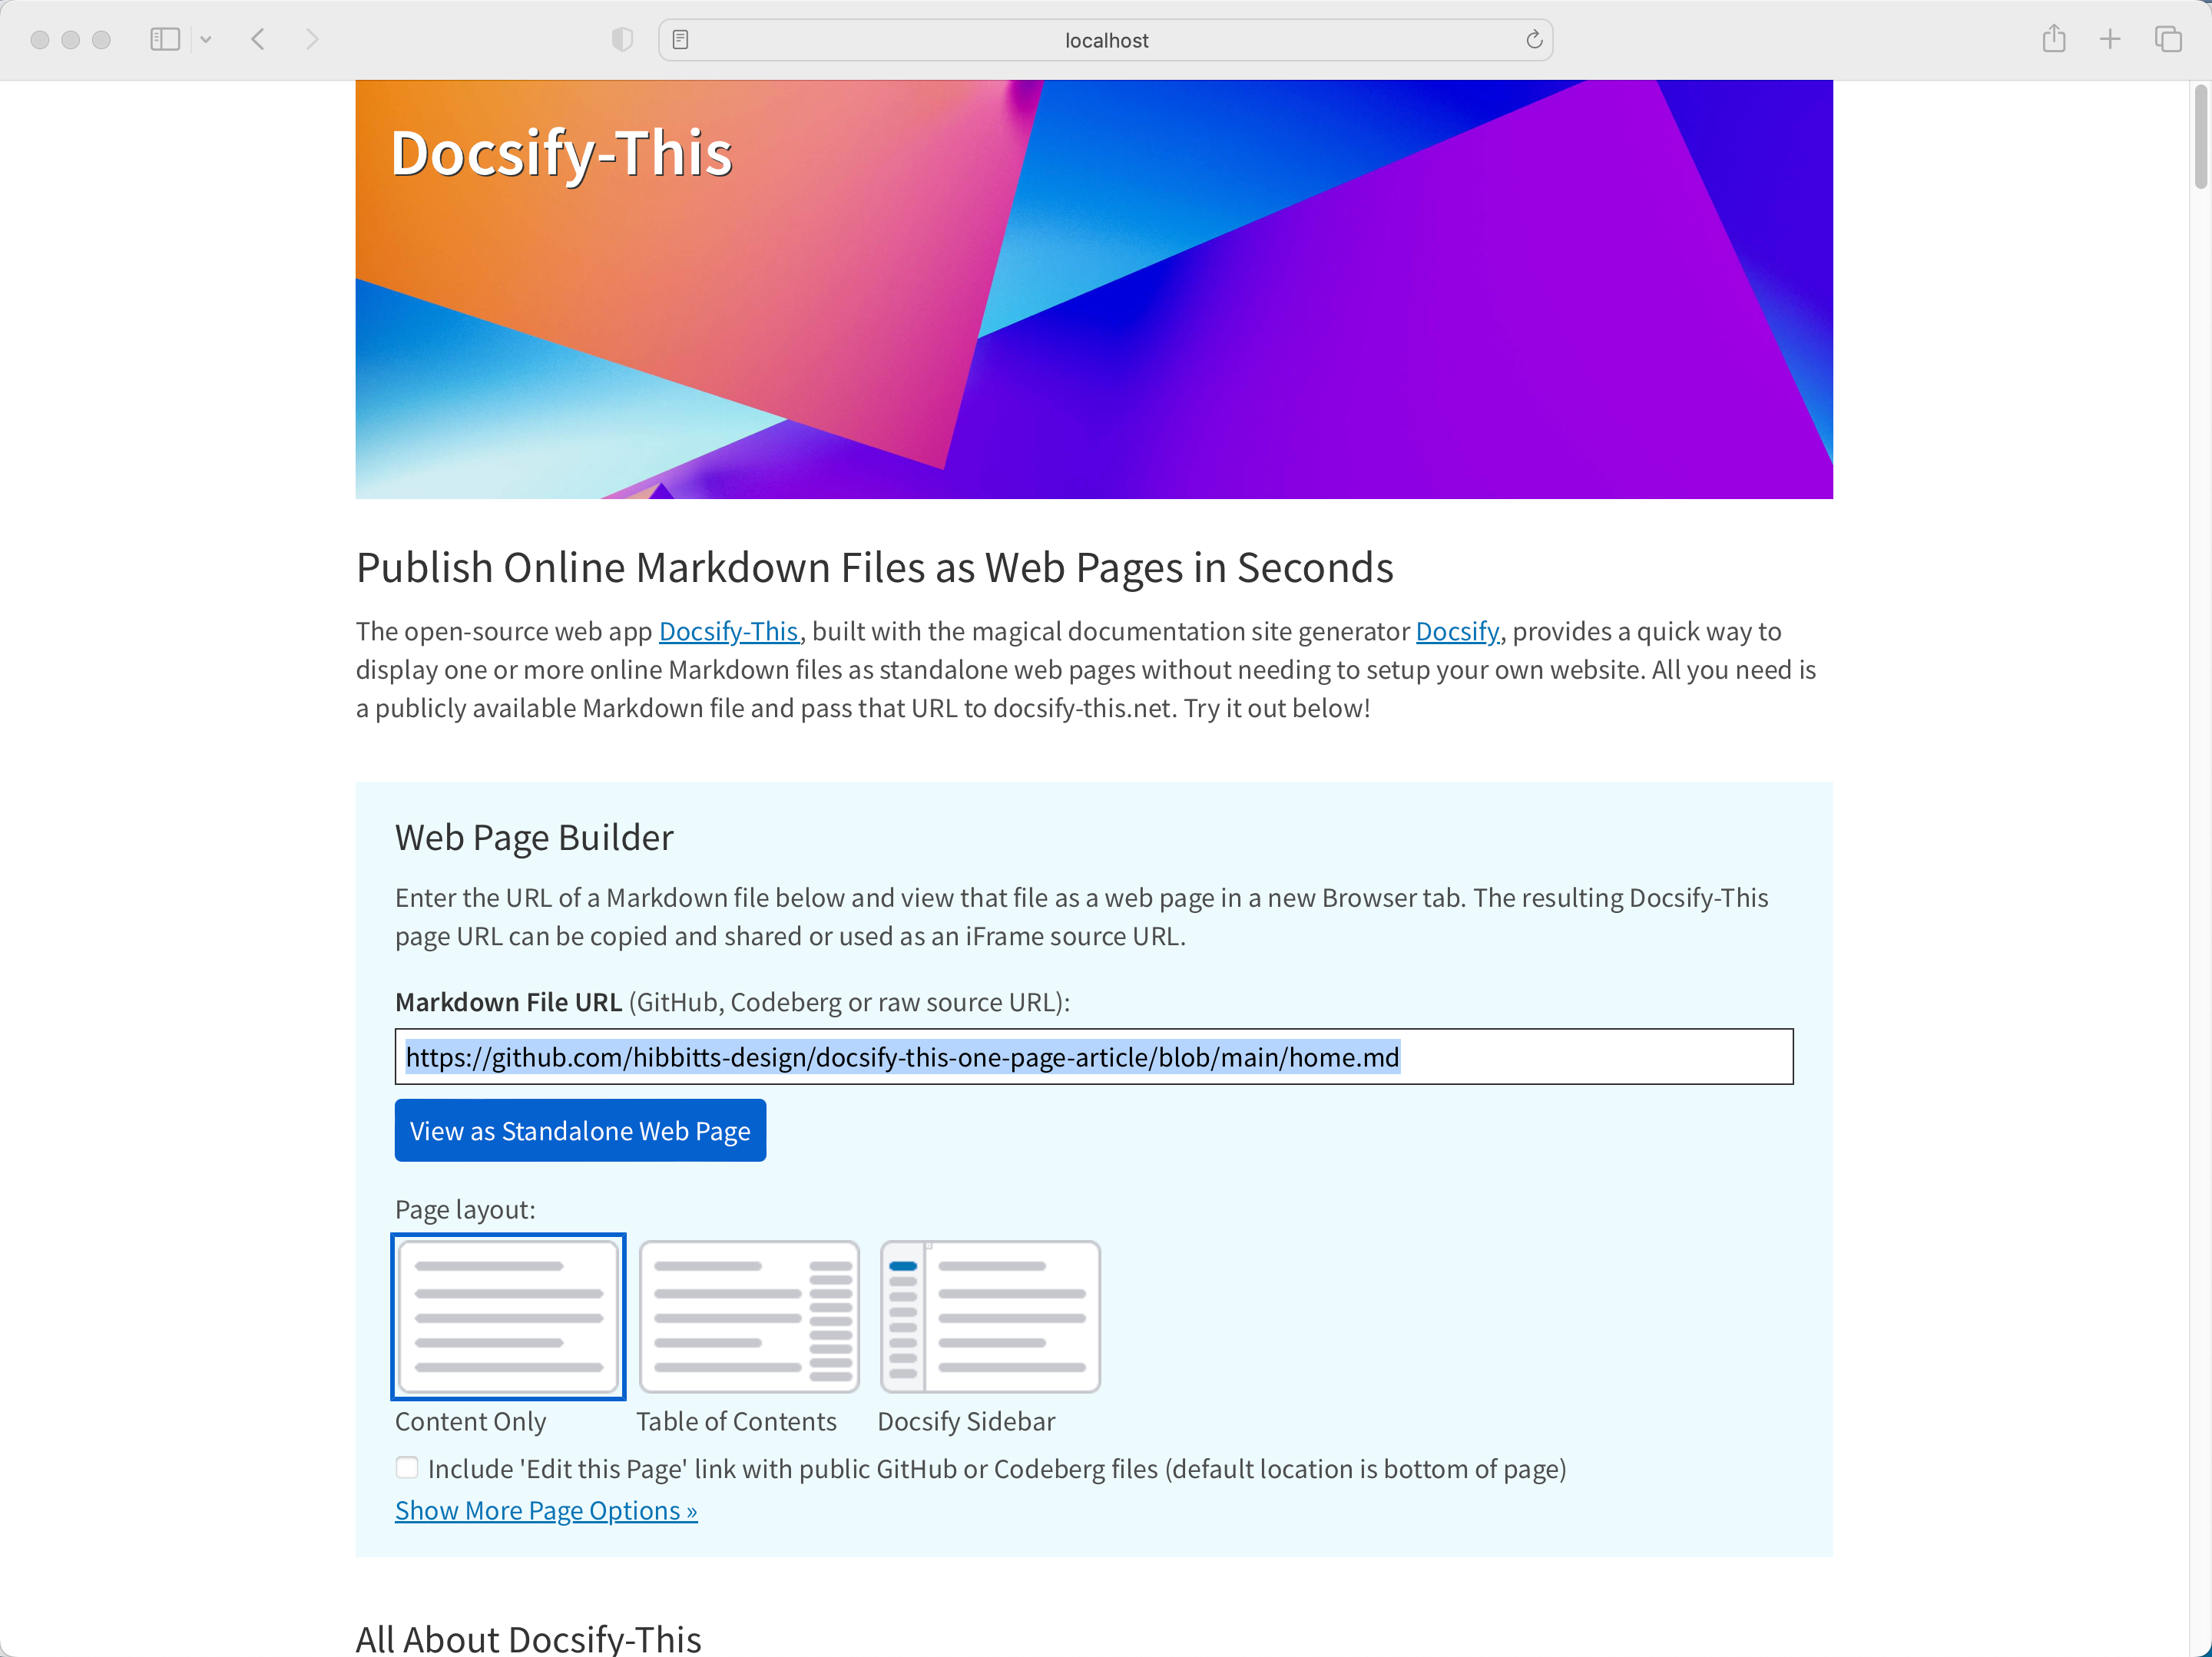 localhost
Docsify-This
Publish Online Markdown Files as Web Pages in Seconds
The open-source web app Docsify-This, built with the magical documentation site generator Docsify, provides a quick way to
display one or more online Markdown files as standalone web pages without needing to setup your own website. All you need is
a publicly available Markdown file and pass that URL to docsify-this.net. Try it out below!
Web Page Builder
Enter the URL of a Markdown file below and view that file as a web page in a new Browser tab. The resulting Docsify-This
page URL can be copied and shared or used as an iFrame source URL.
Markdown File URL (GitHub, Codeberg or raw source URL):
https://github.com/hibbitts-design/docsify-this-one-page-article/blob/main/home.md
View as Standalone Web Page
Page layout:
Content Only
Table of Contents
Docsify Sidebar
Include 'Edit this Page' link with public GitHub or Codeberg files (default location is bottom of page)
Show More Page Options »
All About Docsify-This